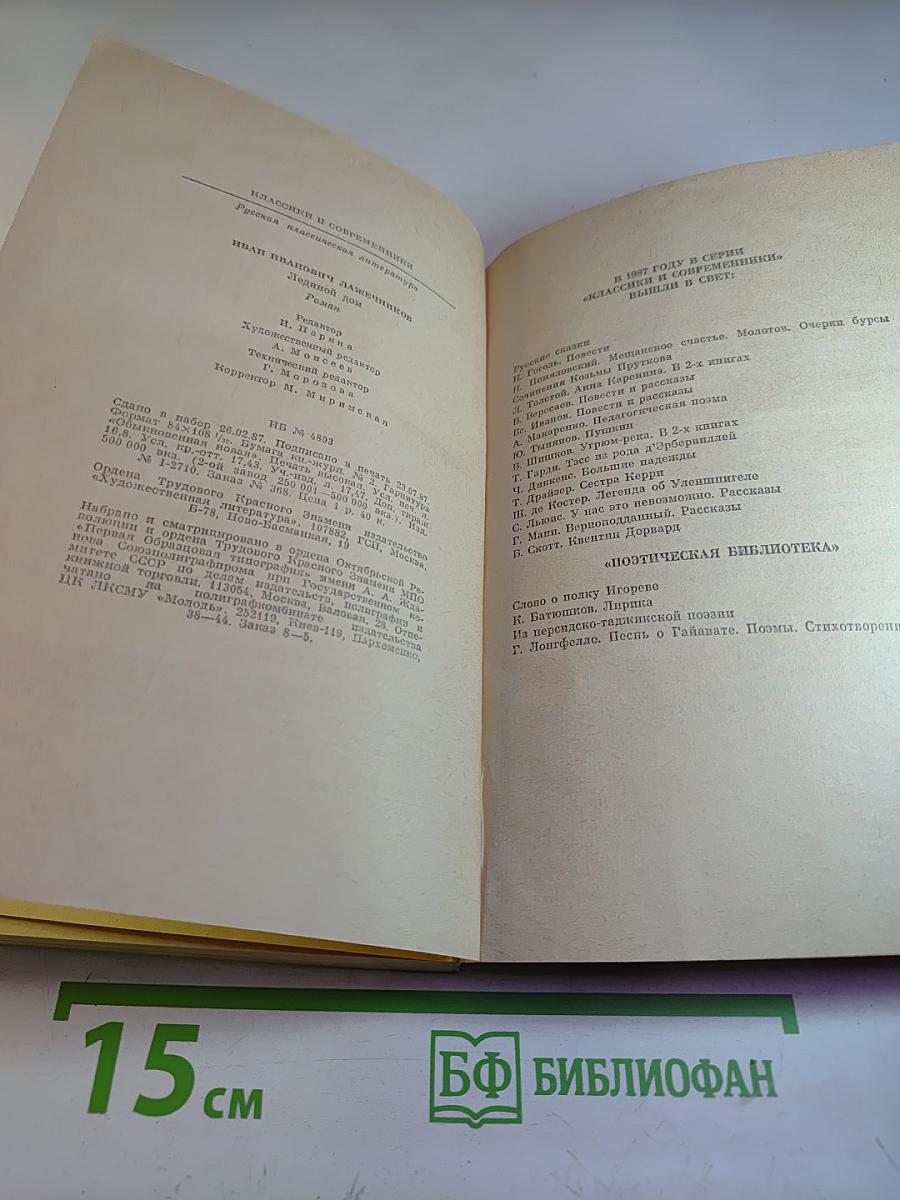 КЛАССИКИ И СОВРЕМЕННИКИ
Русская классическая литература
ИВАН ИВАНОВИЧ ЛАЖЕЧНИКОВ
Ледяной дом
Роман
Редактор
И. Парина
Художественный редактор
А. Моисеев
Технический редактор
Г. Морозова
Корректор М. Миримская
ИБ № 4893
Сдано в набор 26.02.87. Подписано в печать 23.07.87.
Формат 84×108 1/32. Бумага кн.-журн. № 2. Гарнитура
«Обыкновенная новая». Печать высокая. Усл. печ. л.
16,8. Усл. кр.-отт. 17,43. Уч.-изд. л. 17,47. Доп. тираж
500 000 экз. (2-ой завод 250 001—500 000 экз.). Изд.
№ I-2710. Заказ № 368. Цена 1 р. 40 к.
Ордена Трудового Красного Знамени издательство
«Художественная литература». 107882, ГСП, Москва,
Б-78, Ново-Басманная, 19
Набрано и сматрицировано в ордена Октябрьской Ре-
волюции и ордена Трудового Красного Знамени МПО
«Первая Образцовая типография» имени А. А. Жда-
нова Союзполиграфпрома при Государственном ко-
митете СССР по делам издательств, полиграфии и
книжной торговли. 113054, Москва, Валовая, 28. Отпе-
чатано на полиграфкомбинате издательства
ЦК ЛКСМУ «Молодь», 252119, Киев-119, Пархоменко,
38—44. Заказ 8—5.
В 1987 ГОДУ В СЕРИИ
«КЛАССИКИ И СОВРЕМЕННИКИ»
ВЫШЛИ В СВЕТ:
Русские сказки
Н. Гоголь. Повести
Н. Помяловский. Мещанское счастье. Молотов. Очерки бурсы
Сочинения Козьмы Пруткова
Л. Толстой. Анна Каренина. В 2-х книгах
В. Вересаев. Повести и рассказы
Вс. Иванов. Повести и рассказы
А. Макаренко. Педагогическая поэма
Ю. Тынянов. Пушкин
В. Шишков. Угрюм-река. В 2-х книгах
Т. Гарди. Тэсс из рода д'Эрбервиллей
Ч. Диккенс. Большие надежды
Т. Драйзер. Сестра Керри
Ш. де Костер. Легенда об Уленшпигеле
С. Льюис. У нас это невозможно. Рассказы
Г. Манн. Верноподданный. Рассказы
В. Скотт. Квентин Дорвард
«ПОЭТИЧЕСКАЯ БИБЛИОТЕКА»
Слово о полку Игореве
К. Батюшков. Лирика
Из персидско-таджикской поэзии
Г. Лонгфелло. Песнь о Гайавате. Поэмы. Стихотворени
15 см
БФ БИБЛИОФАН